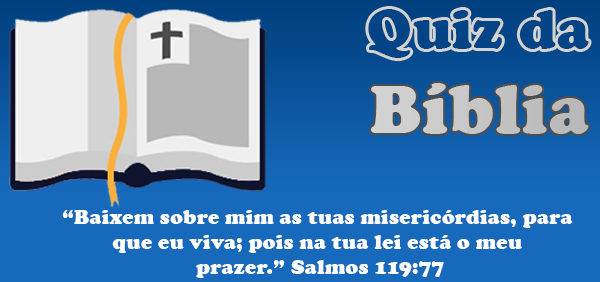 Quiz da
Bíblia
“Baixem sobre mim as tuas misericórdias, para
que eu viva; pois na tua lei está o meu
prazer.” Salmos 119:77